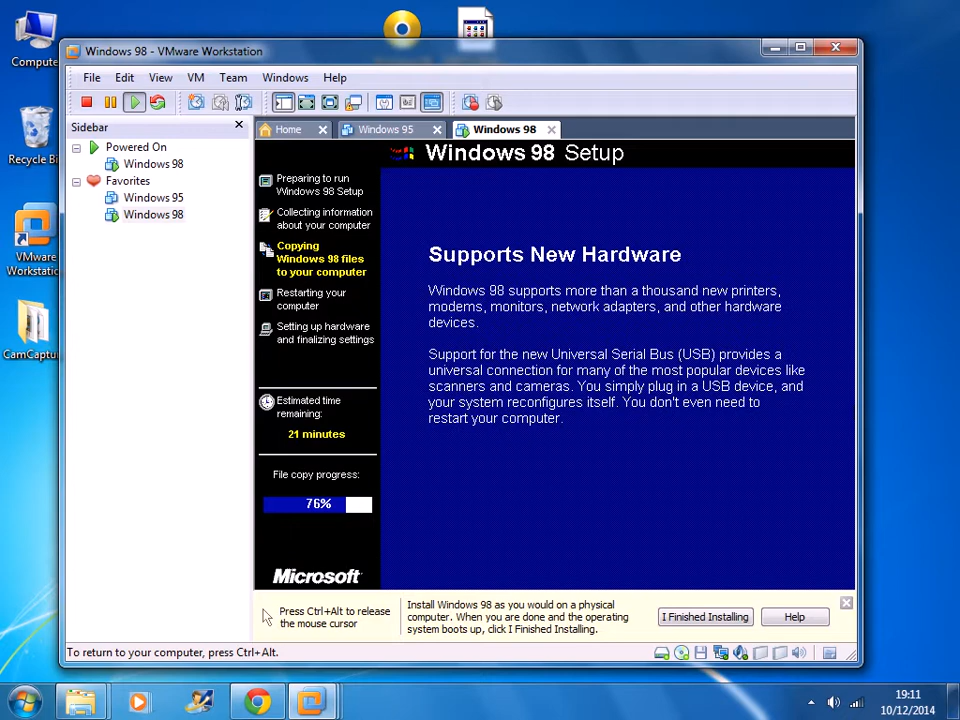 Compute
Recycle Bi
VMware
Workstatio
CamCaptu
Windows 98 - VMware Workstation
File Edit View VM Team Windows Help
Sidebar
Powered On
Windows 98
Favorites
Windows 95
Windows 98
Home
Windows 95
Windows 98
Windows 98 Setup
Preparing to run
Windows 98 Setup
Collecting information
about your computer
Copying
Windows 98 files
to your computer
Restarting your
computer
Setting up hardware
and finalizing settings
Estimated time
remaining:
21 minutes
File copy progress:
76%
Microsoft
Supports New Hardware
Windows 98 supports more than a thousand new printers,
modems, monitors, network adapters, and other hardware
devices.
Support for the new Universal Serial Bus (USB) provides a
universal connection for many of the most popular devices like
scanners and cameras. You simply plug in a USB device, and
your system reconfigures itself. You don't even need to
restart your computer.
Press Ctrl+Alt to release
the mouse cursor
Install Windows 98 as you would on a physical
computer. When you are done and the operating
system boots up, click I Finished Installing.
I Finished Installing
Help
To return to your computer, press Ctrl+Alt.
19:11
10/12/2014